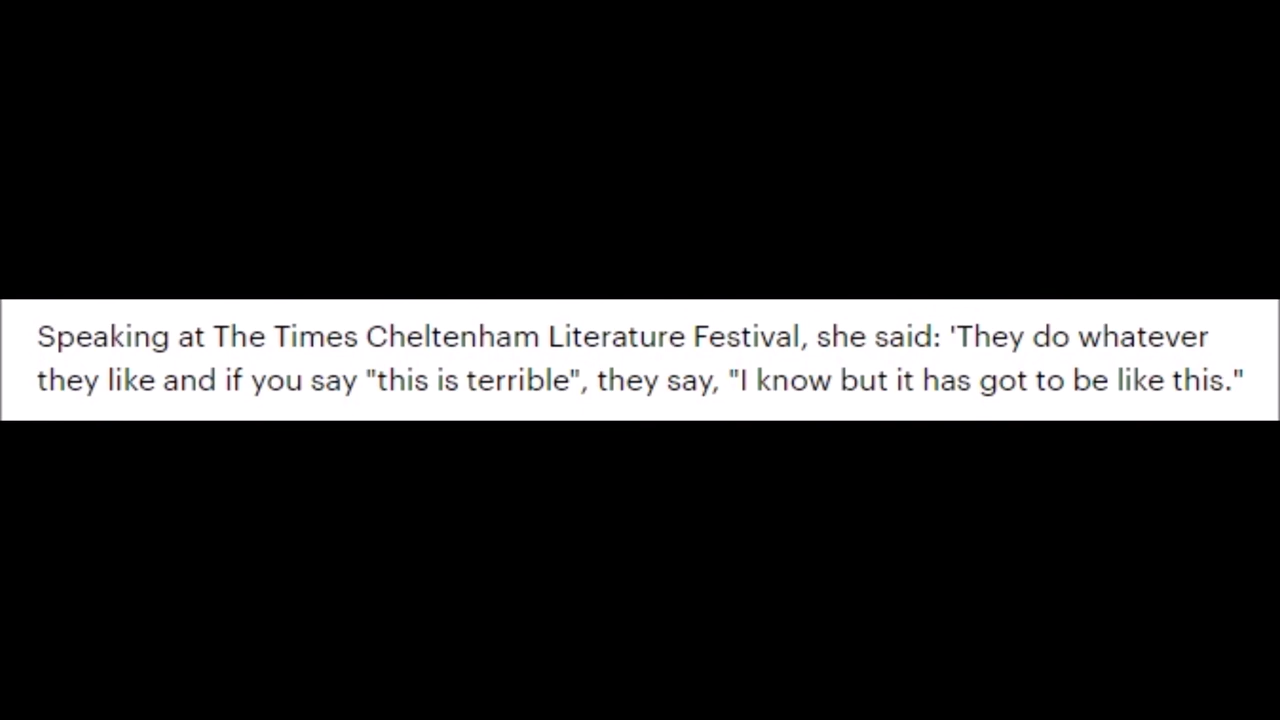 Speaking at The Times Cheltenham Literature Festival, she said: 'They do whatever
they like and if you say "this is terrible", they say, "I know but it has got to be like this."